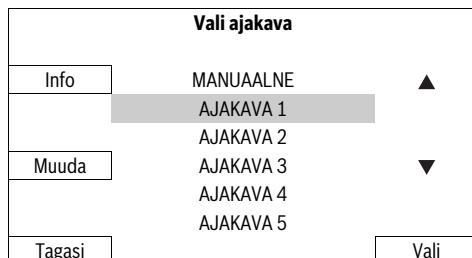 Vali ajakava
Info
MANUAALNE
▲
AJAKAVA 1
AJAKAVA 2
Muuda
AJAKAVA 3
▼
AJAKAVA 4
AJAKAVA 5
Tagasi
Vali